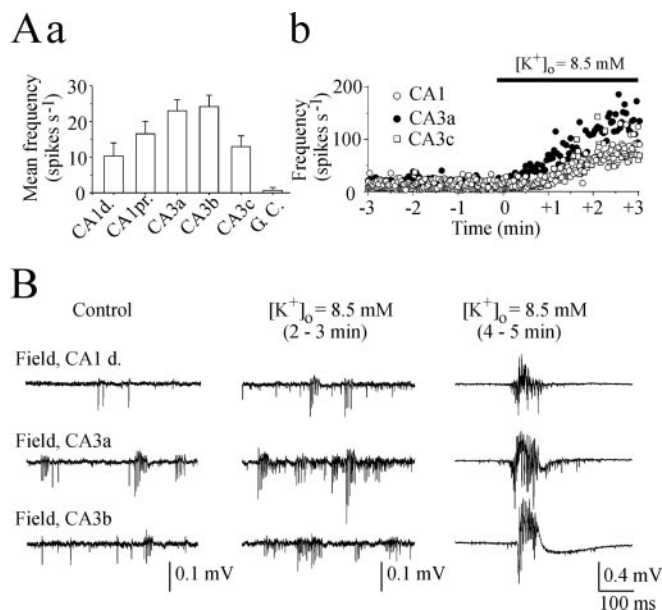 Aa
Mean frequency
(spikes s-1)
30
20
10
0
CA1d.
CA1pr.
CA3a
CA3b
CA3c
G C.
b
[K+]o = 8.5 mM
Frequency
(spikes s-1)
200
100
0
CA1
CA3a
CA3c
-3 -2 -1 0 +1 +2 +3
Time (min)
B
Control
[K+]o = 8.5 mM
(2 - 3 min)
[K+]o = 8.5 mM
(4 - 5 min)
Field, CA1 d.
Field, CA3a
Field, CA3b
0.1 mV
0.1 mV
0.4 mV
100 ms